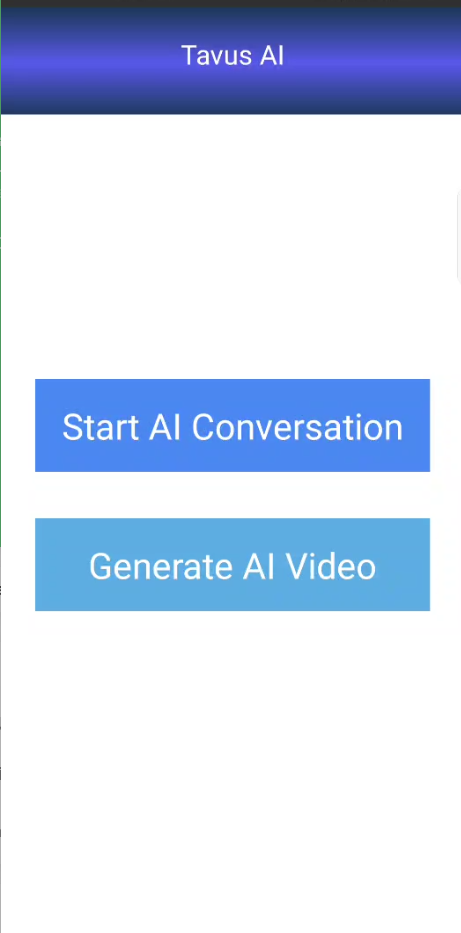 Tavus AI
Start AI Conversation
Generate AI Video